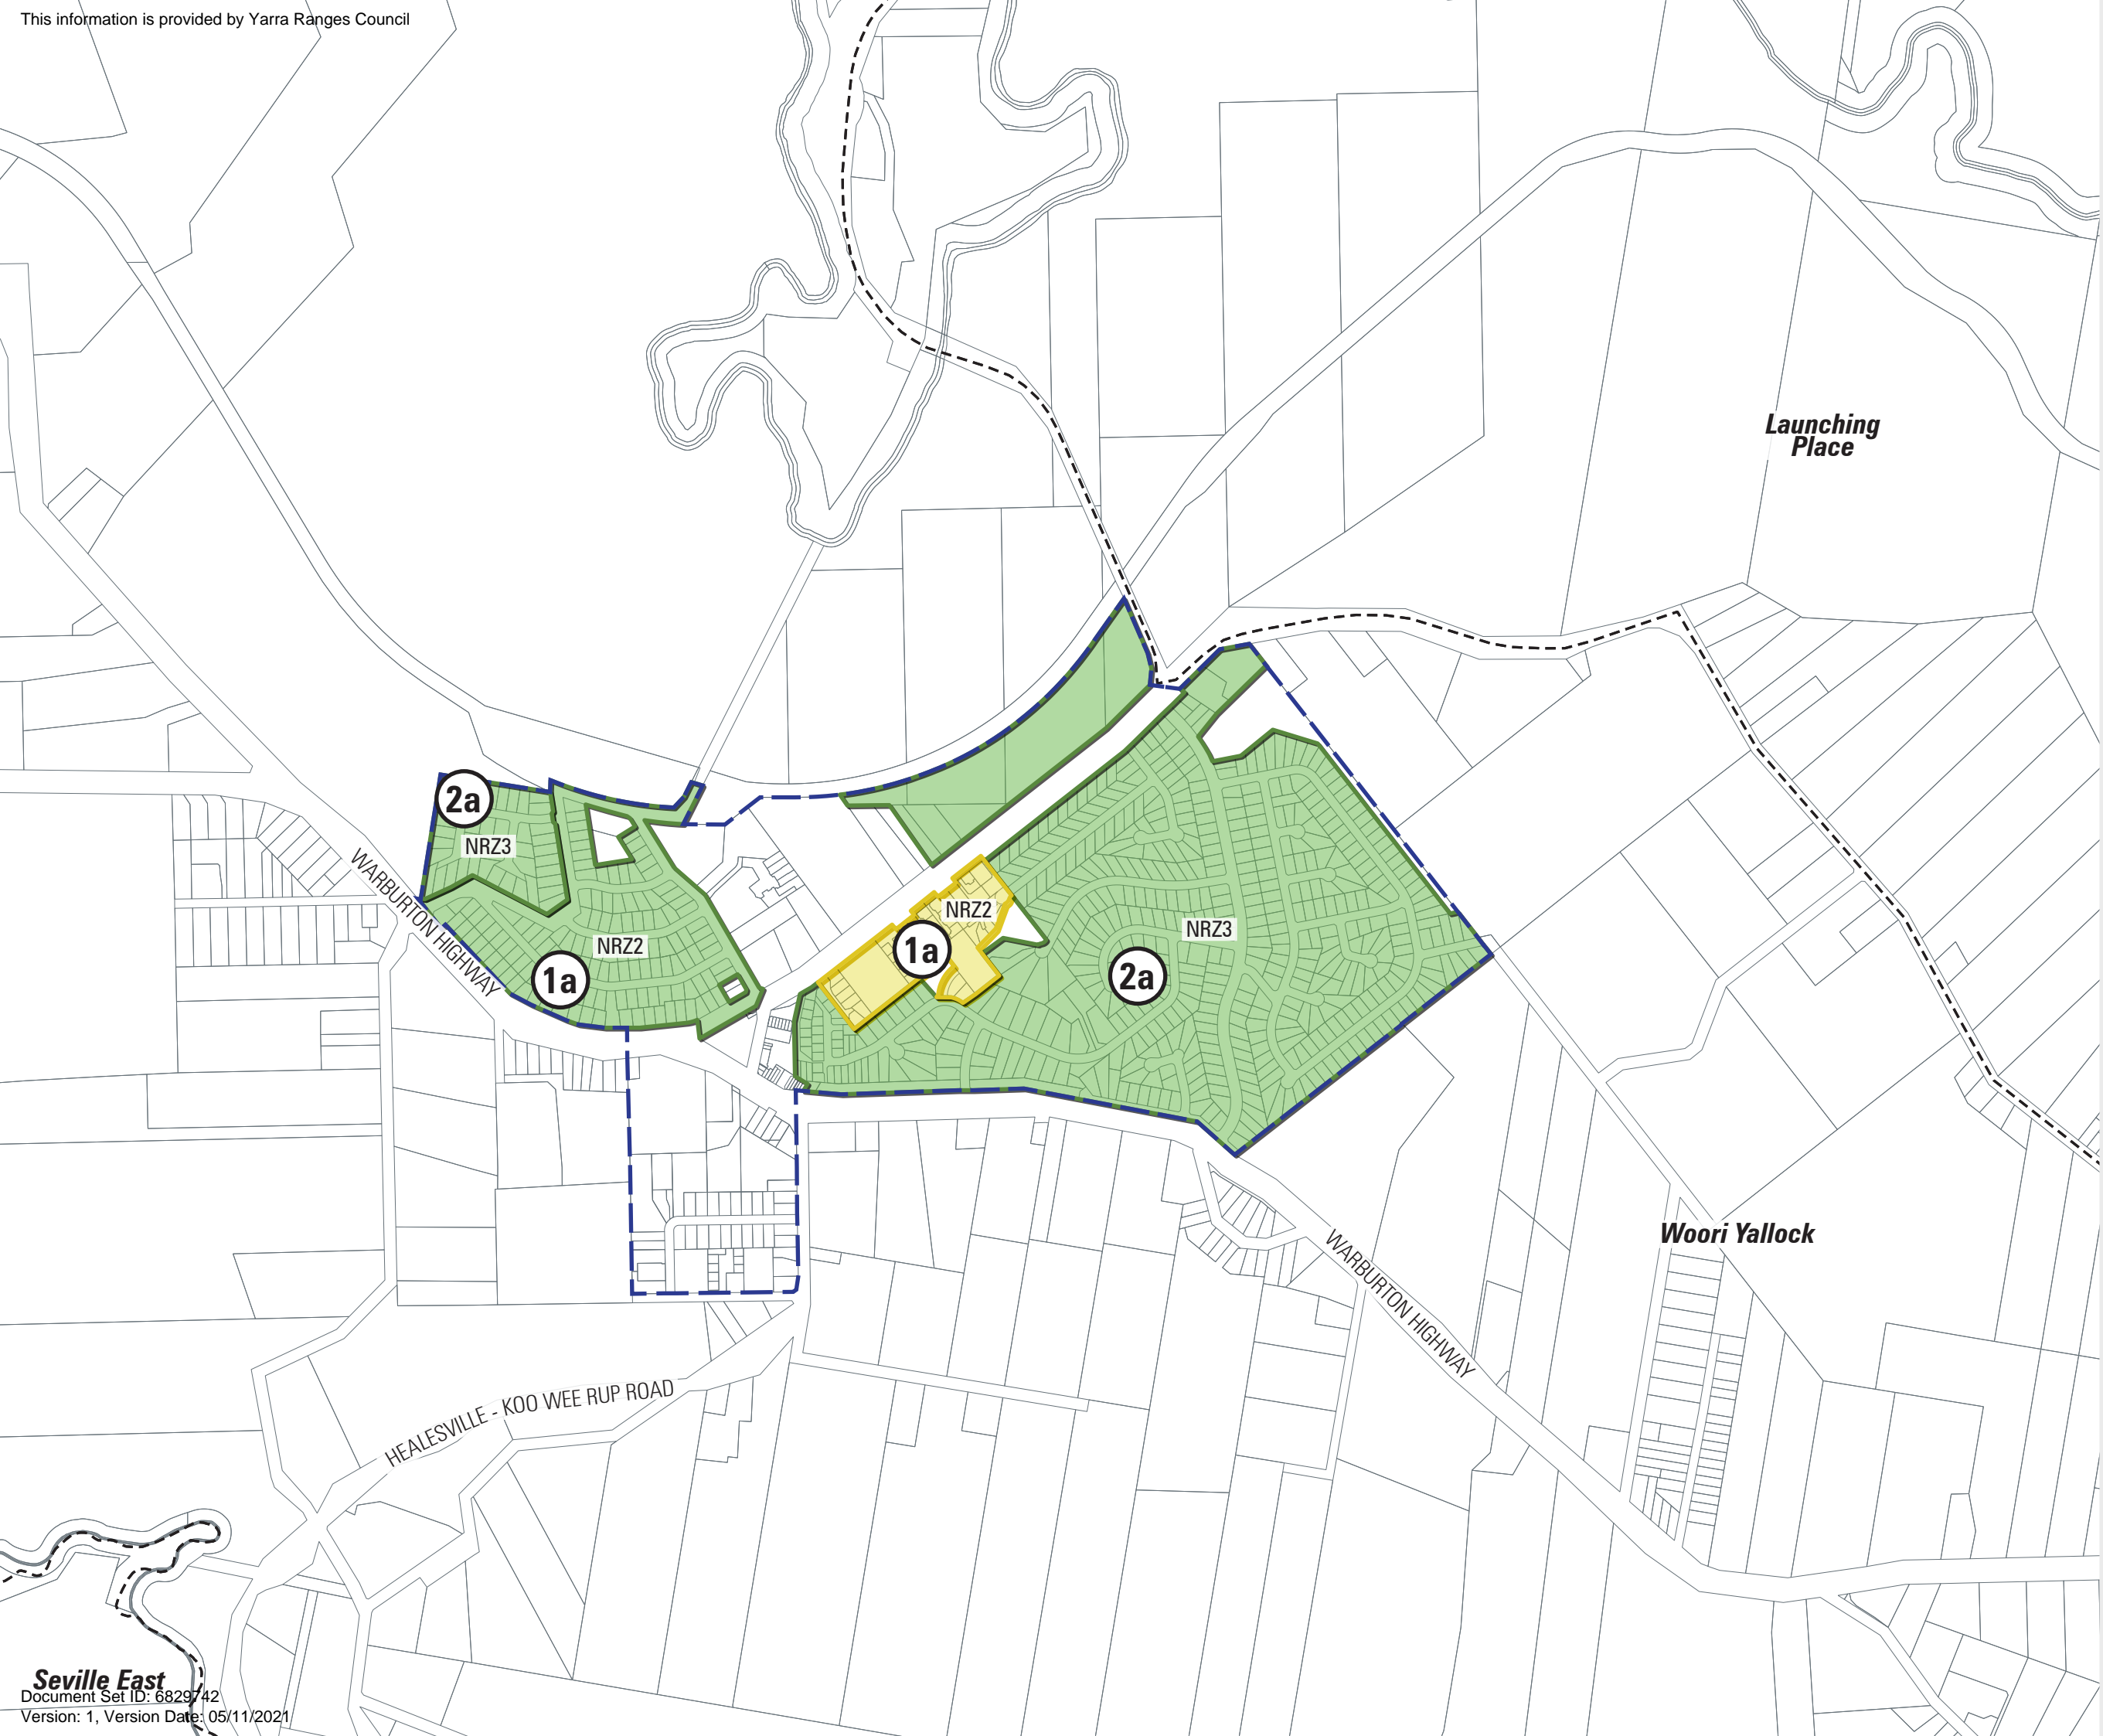 This information is provided by Yarra Ranges Council
Launching
Place
2a
NRZ3
WARBURTON HIGHWAY
NRZ2
1a
NRZ2
1a
NRZ3
2a
Woori Yallock
WARBURTON HIGHWAY
HEALESVILLE - KOO WEE RUP ROAD
Seville East
Document Set ID: 6829742
Version: 1, Version Date: 05/11/2021